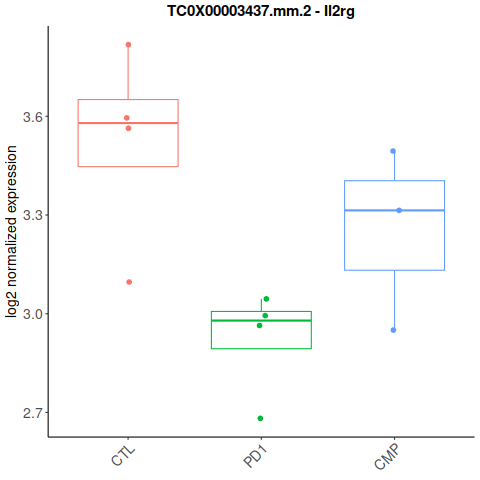 TC0X00003437.mm.2 - Il2rg
log2 normalized expression
3.6
3.3
3.0
2.7
CTL
PD1
CMP